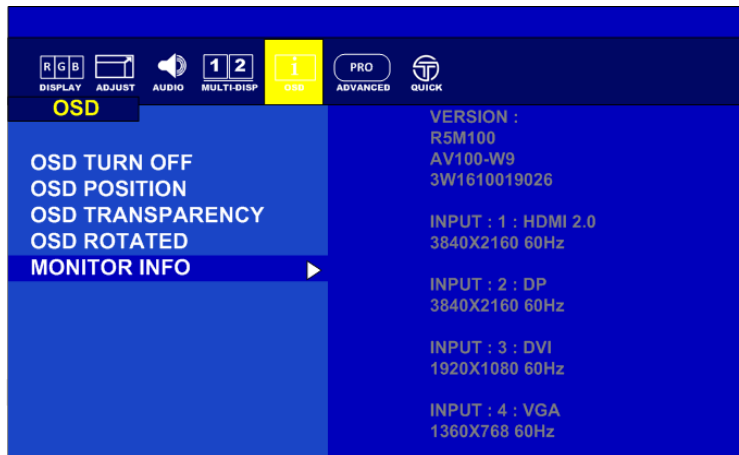 R G B
1 2
i
PRO
DISPLAY ADJUST AUDIO MULTI-DISP OSD ADVANCED QUICK
OSD
OSD TURN OFF
OSD POSITION
OSD TRANSPARENCY
OSD ROTATED
MONITOR INFO
VERSION :
R5M100
AV100-W9
3W1610019026
INPUT : 1 : HDMI 2.0
3840X2160 60Hz
INPUT : 2 : DP
3840X2160 60Hz
INPUT : 3 : DVI
1920X1080 60Hz
INPUT : 4 : VGA
1360X768 60Hz